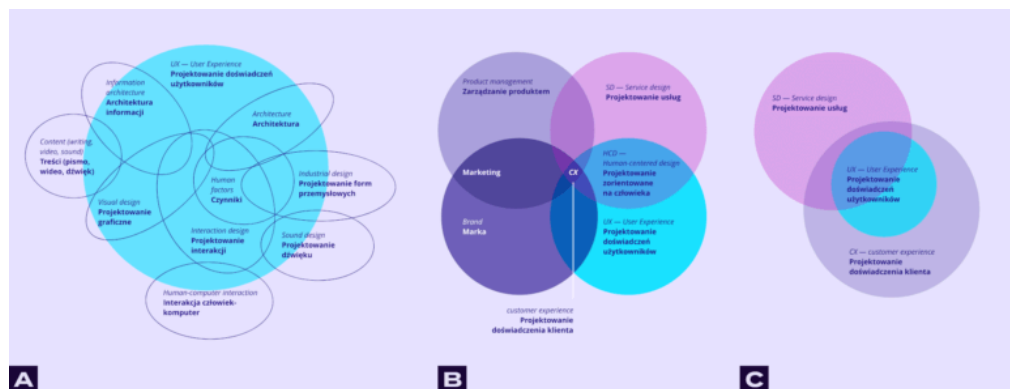 UX — User Experience
Projektowanie doświadczeń
użytkowników
Information
architecture
Architektura
informacji
Architecture
Architektura
Content (writing,
video, sound)
Treści (pismo,
wideo, dźwięk)
Human
factors
Czynniki
Industrial design
Projektowanie form
przemysłowych
Visual design
Projektowanie
graficzne
Interaction design
Projektowanie
interakcji
Sound design
Projektowanie
dźwięku
Human-computer interaction
Interakcja człowiek-
komputer
A
Product management
Zarządzanie produktem
SD — Service design
Projektowanie usług
Marketing
CX
HCD —
Human-centered design
Projektowanie
zorientowane
na człowieka
Brand
Marka
UX — User Experience
Projektowanie
doświadczeń
użytkowników
customer experience
Projektowanie
doświadczenia klienta
B
SD — Service design
Projektowanie usług
UX — User Experience
Projektowanie
doświadczeń
użytkowników
CX — customer experience
Projektowanie
doświadczenia klienta
C